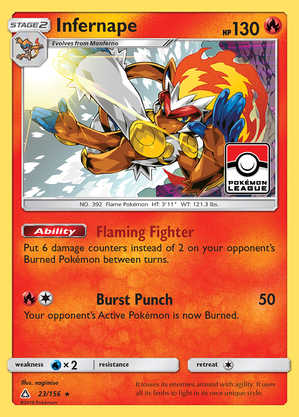 STAGE 2 Infernape HP 130
Evolves from Monferno
POKÉMON
LEAGUE
NO. 392 Flame Pokémon HT: 3'11" WT: 121.3 lbs.
Ability Flaming Fighter
Put 6 damage counters instead of 2 on your opponent's
Burned Pokémon between turns.
Burst Punch 50
Your opponent's Active Pokémon is now Burned.
weakness ×2 resistance retreat
Illus. nagimiso
23/156
It tosses its enemies around with agility. It uses
all its limbs to fight in its own unique style.
©2018 Pokémon